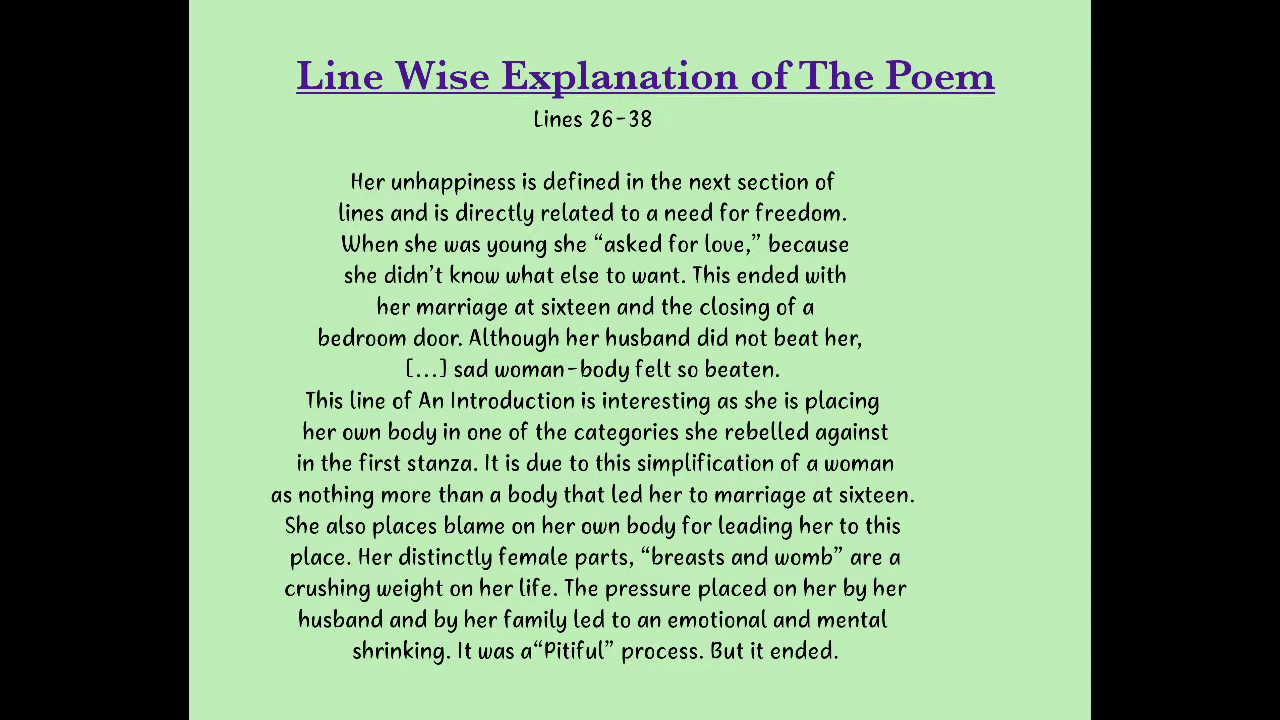 Line Wise Explanation of The Poem
Lines 26-38
Her unhappiness is defined in the next section of
lines and is directly related to a need for freedom.
When she was young she “asked for love,” because
she didn’t know what else to want. This ended with
her marriage at sixteen and the closing of a
bedroom door. Although her husband did not beat her,
[…] sad woman-body felt so beaten.
This line of An Introduction is interesting as she is placing
her own body in one of the categories she rebelled against
in the first stanza. It is due to this simplification of a woman
as nothing more than a body that led her to marriage at sixteen.
She also places blame on her own body for leading her to this
place. Her distinctly female parts, “breasts and womb” are a
crushing weight on her life. The pressure placed on her by her
husband and by her family led to an emotional and mental
shrinking. It was a“Pitiful” process. But it ended.